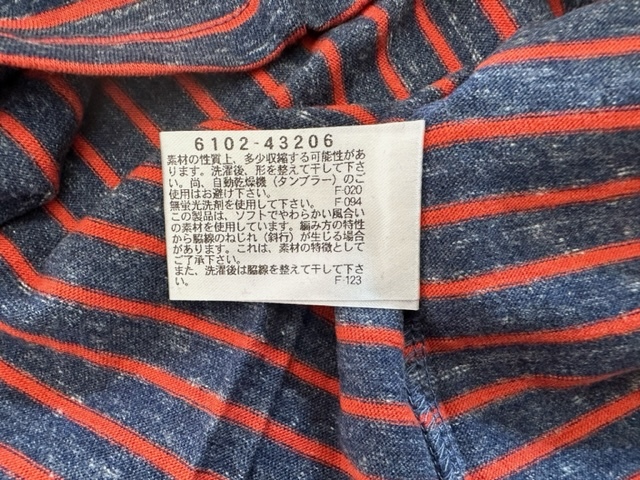 6102-43206
素材の性質上、多少収縮する可能性があ
ります。洗濯後、形を整えて干して下さ
い。尚、自動乾燥機（タンブラー）のご
使用はお避け下さい。 F-020
無蛍光洗剤を使用して下さい。 F 094
この製品は、ソフトでやわらかい風合い
の素材を使用しています。編み方の特性
から脇線のねじれ（斜行）が生じる場合
があります。これは、素材の特徴として
ご了承下さい。
また、洗濯後は脇線を整えて干して下さ
い。 F-123